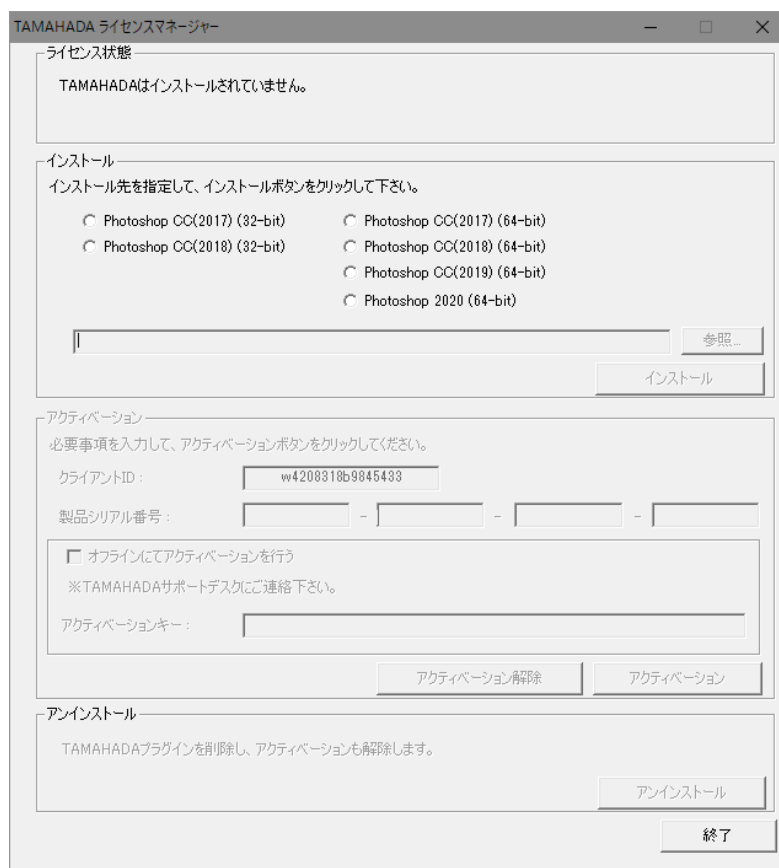 TAMAHADA ライセンスマネージャー
ライセンス状態
TAMAHADAはインストールされていません。
インストール
インストール先を指定して、インストールボタンをクリックして下さい。
Photoshop CC(2017) (32-bit) Photoshop CC(2017) (64-bit)
Photoshop CC(2018) (32-bit) Photoshop CC(2018) (64-bit)
Photoshop CC(2019) (64-bit)
Photoshop 2020 (64-bit)
参照...
インストール
アクティベーション
必要事項を入力して、アクティベーションボタンをクリックしてください。
クライアントID : w4208318b9845433
製品シリアル番号 : - - -
オフラインにてアクティベーションを行う
※TAMAHADAサポートデスクにご連絡下さい。
アクティベーションキー :
アクティベーション解除 アクティベーション
アンインストール
TAMAHADAプラグインを削除し、アクティベーションも解除します。
アンインストール
終了